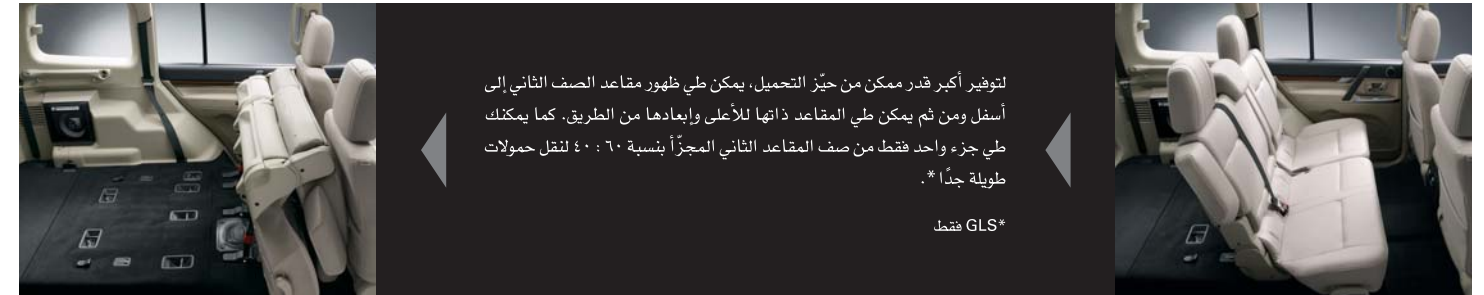 لتوفير أكبر قدر ممكن من حيّز التحميل، يمكن طي ظهور مقاعد الصف الثاني إلى
أسفل ومن ثم يمكن طي المقاعد ذاتها للأعلى وإبعادها من الطريق. كما يمكنك
طي جزء واحد فقط من صف المقاعد الثاني المجزّأ بنسبة ٦٠ : ٤٠ لنقل حمولات
طويلة جدًا *.
*GLS فقط